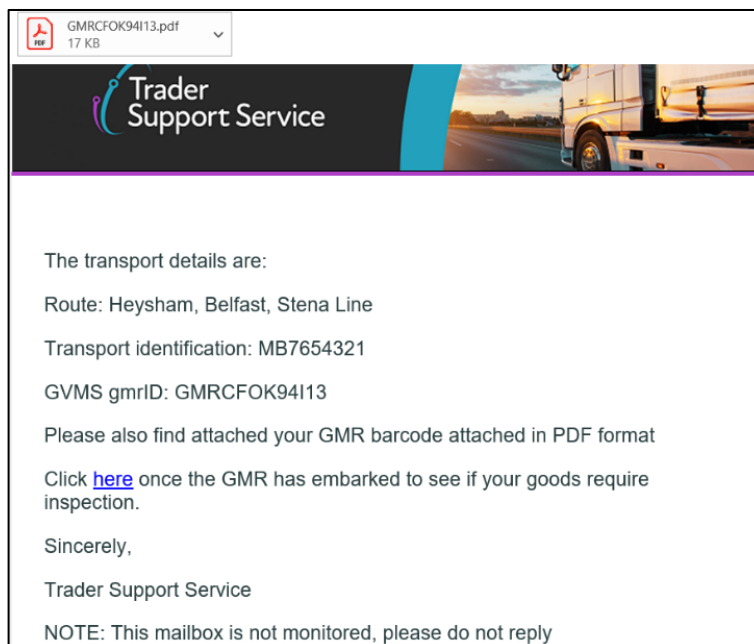 GMRCFOK94I13.pdf
PDF
17 KB
Trader
Support Service
The transport details are:
Route: Heysham, Belfast, Stena Line
Transport identification: MB7654321
GVMS gmrID: GMRCFOK94I13
Please also find attached your GMR barcode attached in PDF format
Click here once the GMR has embarked to see if your goods require
inspection.
Sincerely,
Trader Support Service
NOTE: This mailbox is not monitored, please do not reply